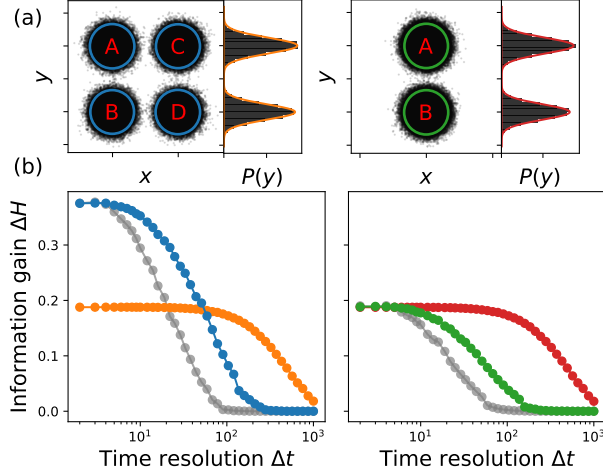 (a)
y
A
C
B
D
x
P(y)
y
A
B
x
P(y)
(b)
Information gain ΔH
0.3
0.2
0.1
0.0
10¹
10²
10³
Time resolution Δt
10¹
10²
10³
Time resolution Δt